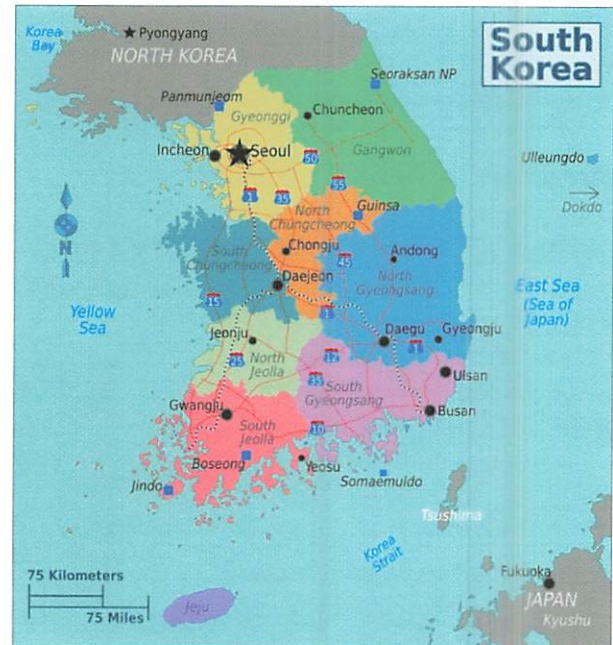 South
Korea
Korea
Bay
Pyongyang
NORTH KOREA
Seoraksan NP
Panmunjeom
Gyeonggi
Chuncheon
Incheon
Seoul
Gangwon
50
Ulleungdo
55
1
35
Dokdo
North
Chungcheong
Guinsa
N
South
Chungcheong
Chongju
Andong
45
Daejeon
North
Gyeongsang
15
East Sea
(Sea of
Japan)
Yellow
Sea
1
Jeonju
Daegu
Gyeongju
1
12
25
North
Jeolla
35
South
Gyeongsang
Ulsan
Gwangju
Busan
South
Jeolla
10
Boseong
Yeosu
Jindo
Somaemuldo
Tsushima
Korea
Strait
75 Kilometers
75 Miles
Jeju
Fukuoka
JAPAN
Kyushu